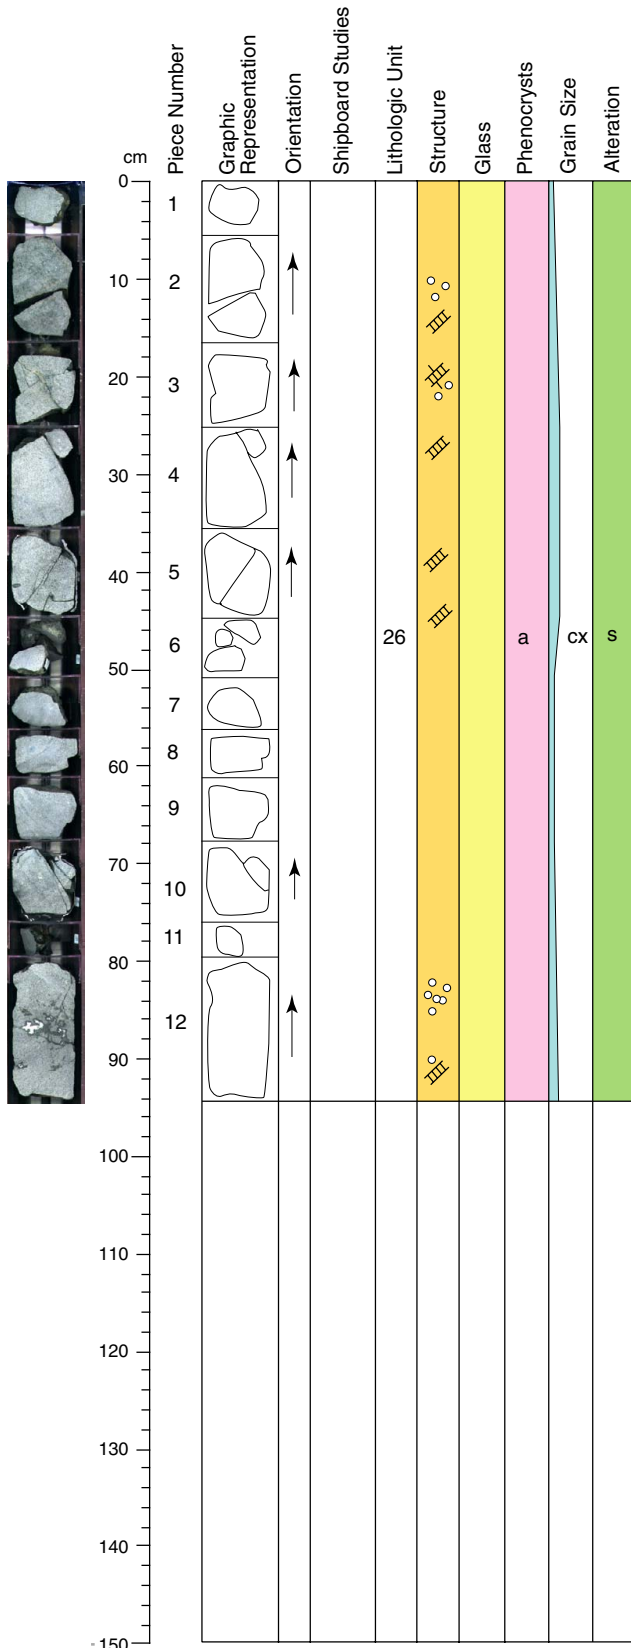 cm
Piece Number
Graphic
Representation
Orientation
Shipboard Studies
Lithologic Unit
Structure
Glass
Phenocrysts
Grain Size
Alteration
0
1
2
10
3
20
4
30
5
40
6
26
a
cx
s
50
7
8
60
9
70
10
11
80
12
90
100
110
120
130
140
150